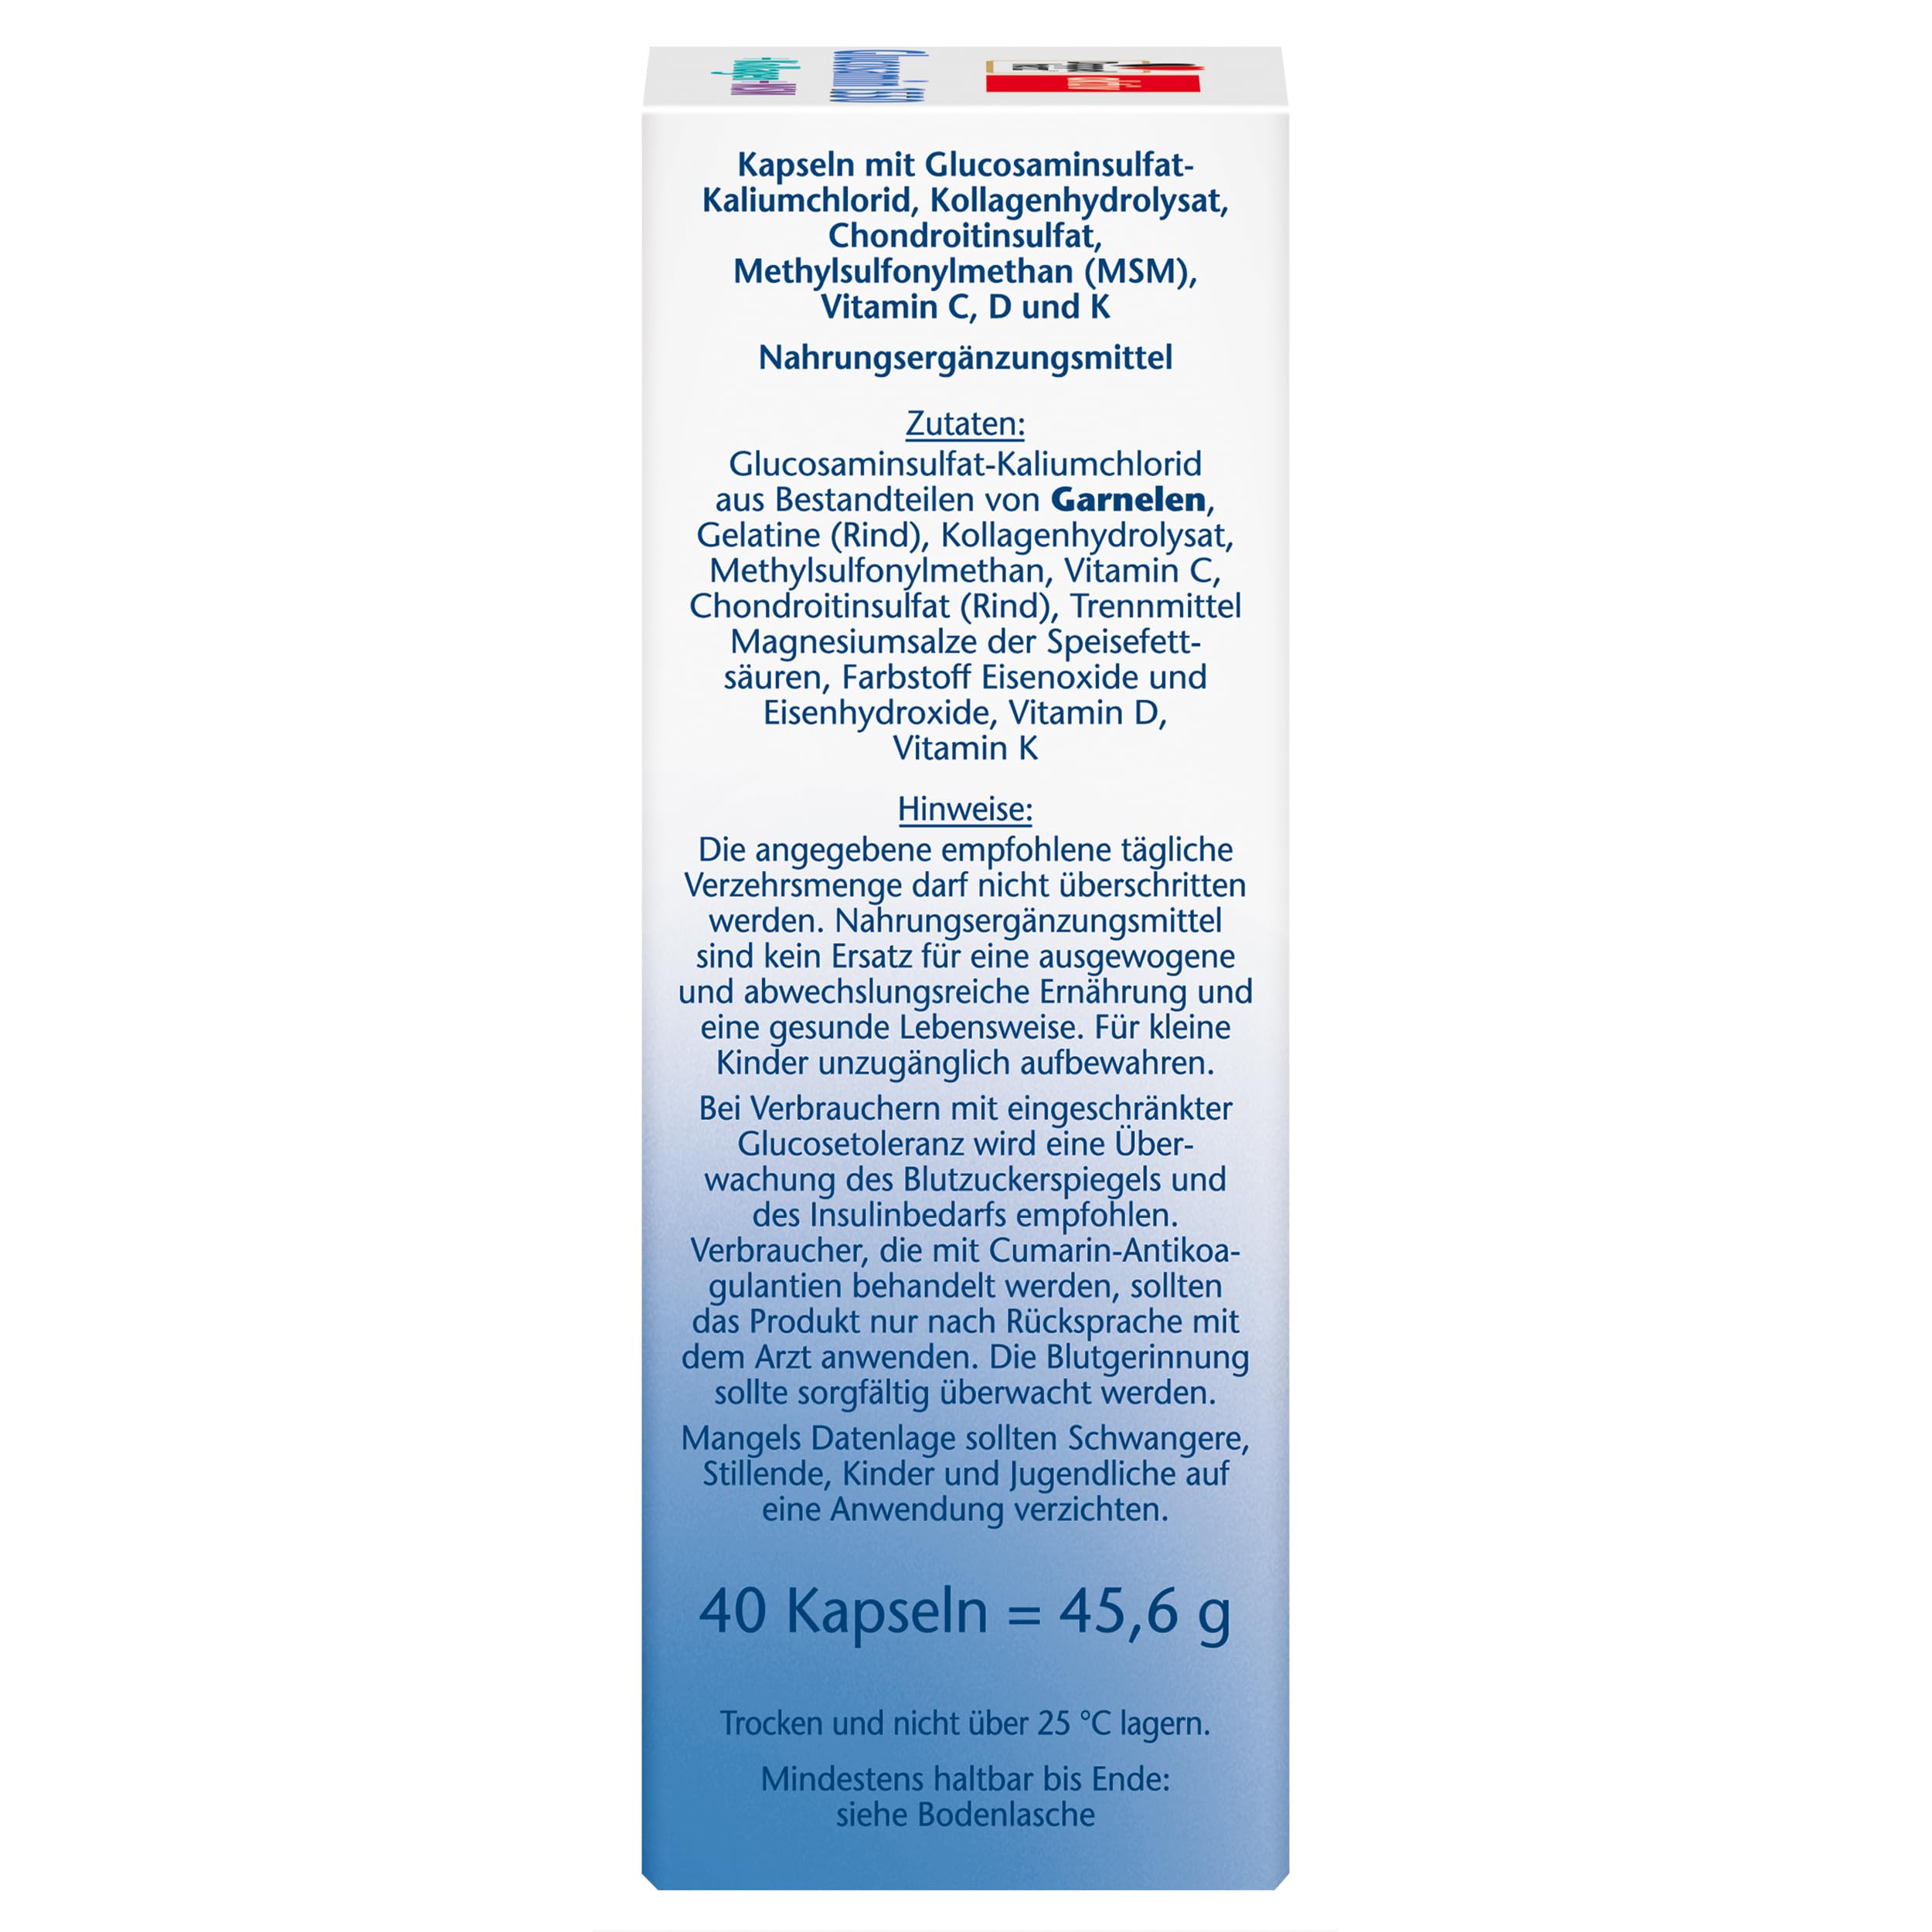 Kapseln mit Glucosaminsulfat-
Kaliumchlorid, Kollagenhydrolysat,
Chondroitinsulfat,
Methylsulfonylmethan (MSM),
Vitamin C, D und K
Nahrungsergänzungsmittel
Zutaten:
Glucosaminsulfat-Kaliumchlorid
aus Bestandteilen von Garnelen,
Gelatine (Rind), Kollagenhydrolysat,
Methylsulfonylmethan, Vitamin C,
Chondroitinsulfat (Rind), Trennmittel
Magnesiumsalze der Speisefett-
säuren, Farbstoff Eisenoxide und
Eisenhydroxide, Vitamin D,
Vitamin K
Hinweise:
Die angegebene empfohlene tägliche
Verzehrsmenge darf nicht überschritten
werden. Nahrungsergänzungsmittel
sind kein Ersatz für eine ausgewogene
und abwechslungsreiche Ernährung und
eine gesunde Lebensweise. Für kleine
Kinder unzugänglich aufbewahren.
Bei Verbrauchern mit eingeschränkter
Glucosetoleranz wird eine Über-
wachung des Blutzuckerspiegels und
des Insulinbedarfs empfohlen.
Verbraucher, die mit Cumarin-Antikoa-
gulantien behandelt werden, sollten
das Produkt nur nach Rücksprache mit
dem Arzt anwenden. Die Blutgerinnung
sollte sorgfältig überwacht werden.
Mangels Datenlage sollten Schwangere,
Stillende, Kinder und Jugendliche auf
eine Anwendung verzichten.
40 Kapseln = 45,6 g
Trocken und nicht über 25 °C lagern.
Mindestens haltbar bis Ende:
siehe Bodenlasche